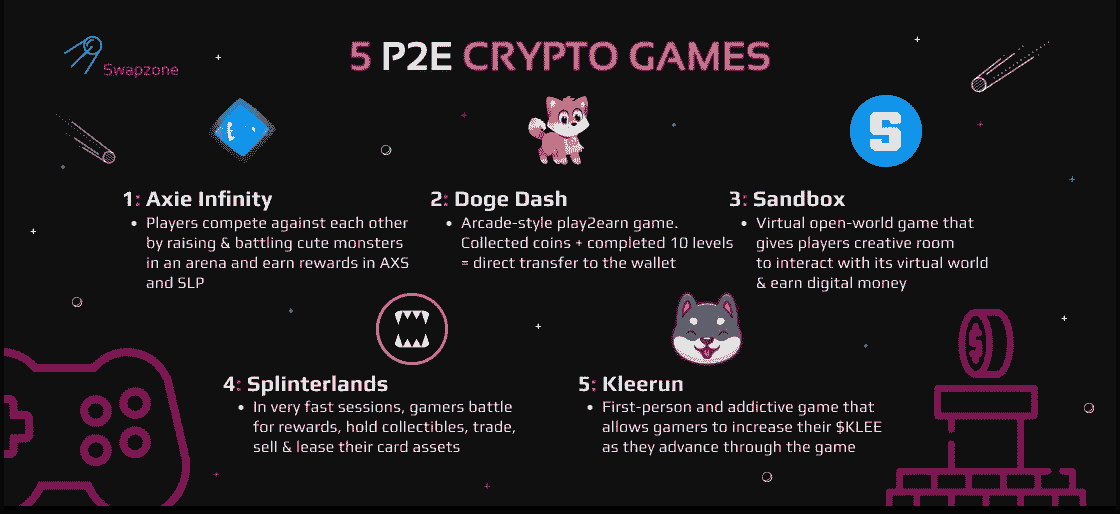 Swapzone
5 P2E CRYPTO GAMES
S
1: Axie Infinity
• Players compete against each other
by raising & battling cute monsters
in an arena and earn rewards in AXS
and SLP
2: Doge Dash
• Arcade-style play2earn game.
Collected coins + completed 10 levels
= direct transfer to the wallet
3: Sandbox
• Virtual open-world game that
gives players creative room
to interact with its virtual world
& earn digital money
4: Splinterlands
• In very fast sessions, gamers battle
for rewards, hold collectibles, trade,
sell & lease their card assets
5: Kleerun
• First-person and addictive game that
allows gamers to increase their $KLEE
as they advance through the game
$